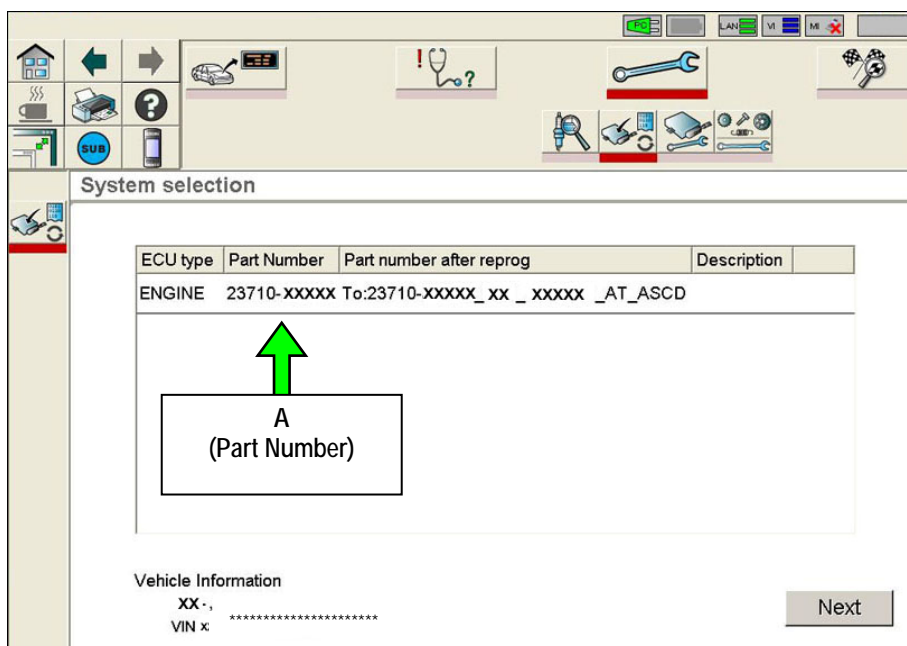 PC LAN VI MI
! ?
?
SUB
System selection
ECU type Part Number Part number after reprog Description
ENGINE 23710-XXXXX To:23710-XXXXX_ XX _ XXXXX _AT_ASCD
A
(Part Number)
Vehicle Information
XX-,
VIN x: **********************
Next